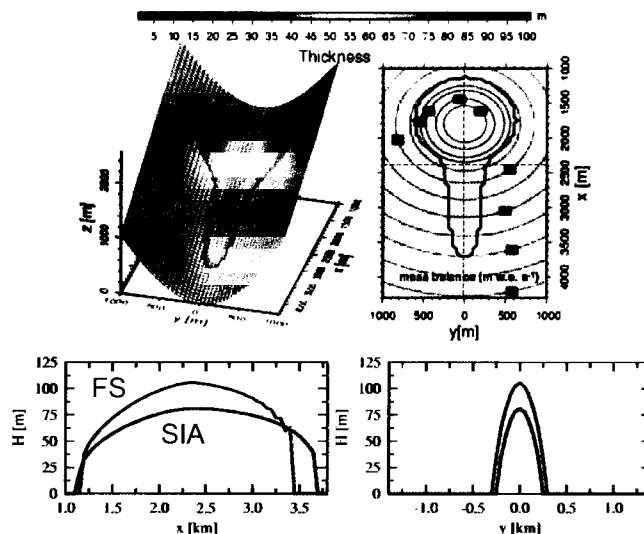 m
5 10 15 20 25 30 35 40 45 50 55 60 65 70 75 80 85 90 95 100
Thickness
z [m]
1000
0
1000
1500
2000
2500
3000
3500
4000
x [m]
mass balance (m w.e. a⁻¹)
1000 500 0 500 1000
y[m]
125
100
75
50
25
0
H [m]
FS
SIA
1.0 1.5 2.0 2.5 3.0 3.5
x [km]
125
100
75
50
25
0
H [m]
-1.0 -0.5 0.0 0.5 1.0
y [km]